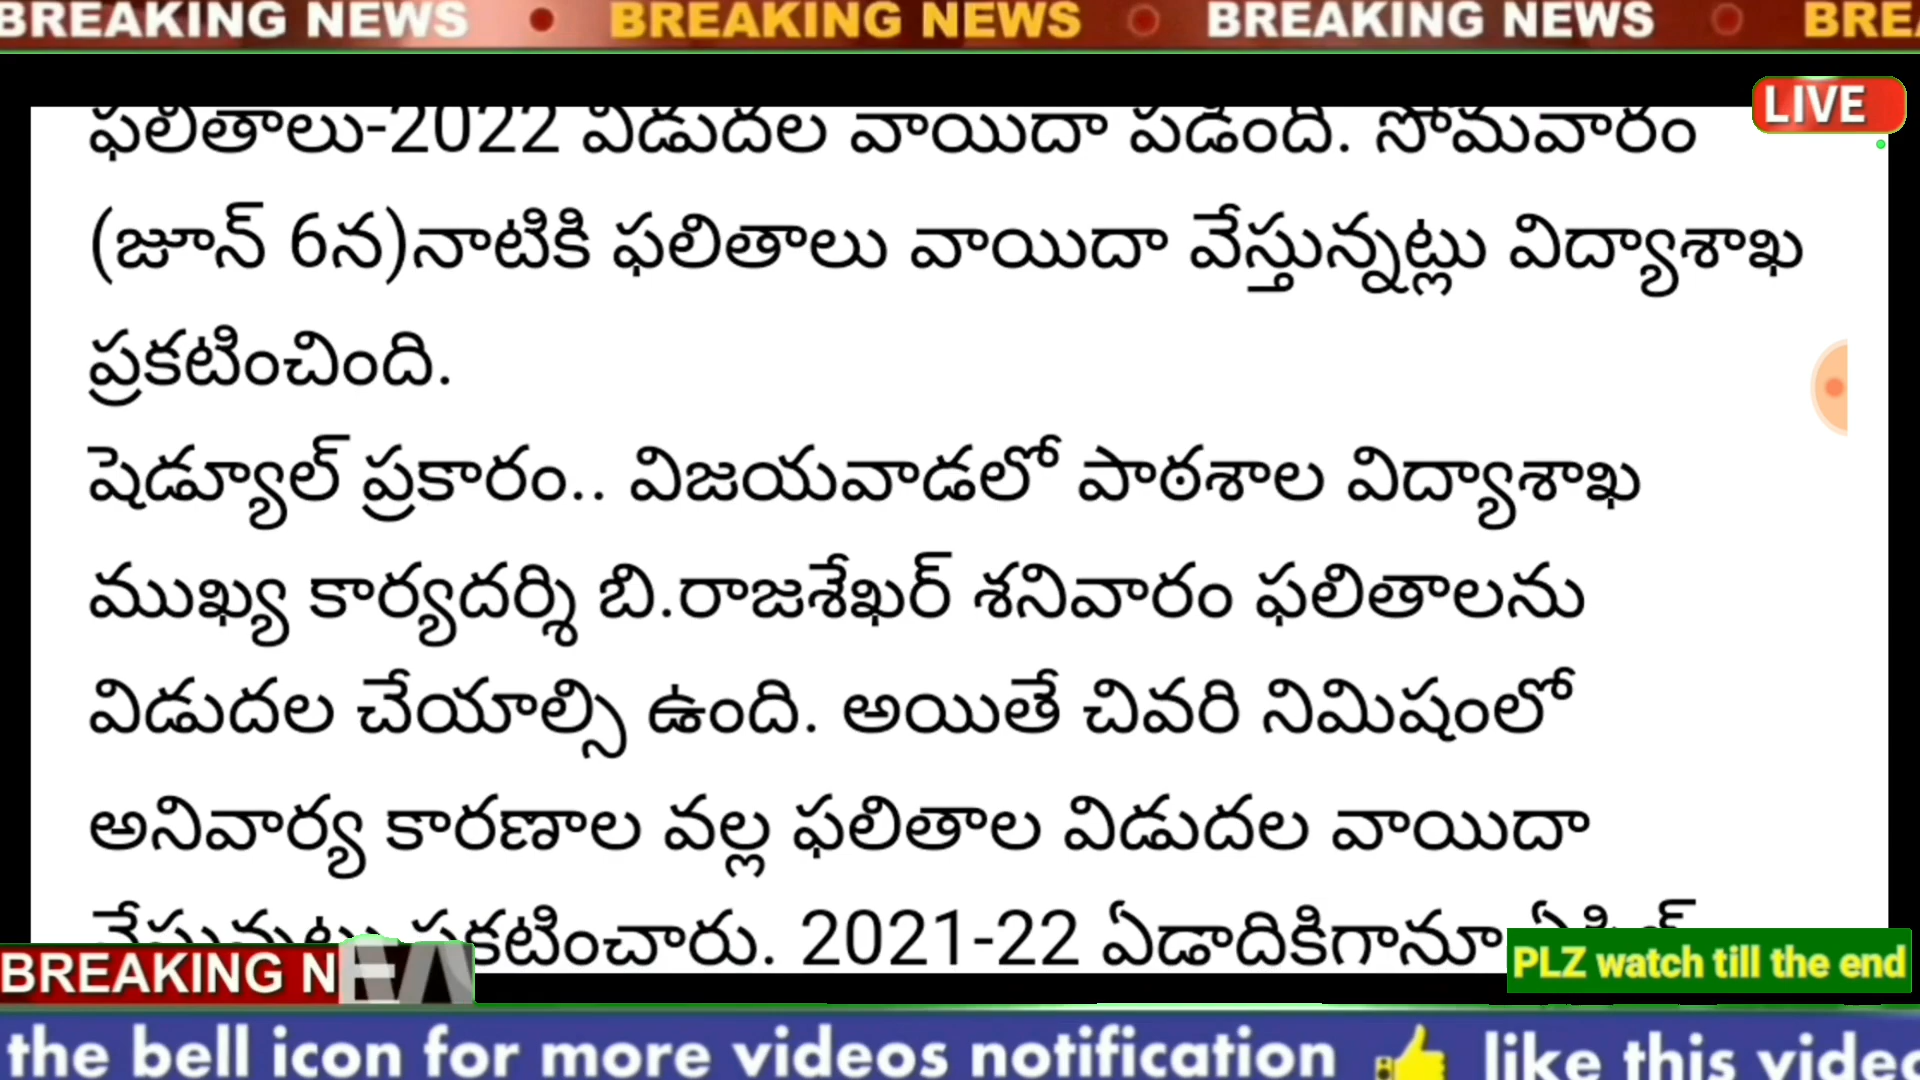 BREAKING NEWS BREAKING NEWS BREAKING NEWS BRE
LIVE
ఫలితాలు-2022 విడుదల వాయిదా పడింది. సోమవారం
(జూన్ 6న)నాటికి ఫలితాలు వాయిదా వేస్తున్నట్లు విద్యాశాఖ
ప్రకటించింది.
షెడ్యూల్ ప్రకారం.. విజయవాడలో పాఠశాల విద్యాశాఖ
ముఖ్య కార్యదర్శి బి.రాజశేఖర్ శనివారం ఫలితాలను
విడుదల చేయాల్సి ఉంది. అయితే చివరి నిమిషంలో
అనివార్య కారణాల వల్ల ఫలితాల విడుదల వాయిదా
ప్రకటించారు. 2021-22 ఏడాదికిగానూ
BREAKING N
PLZ watch till the end
the bell icon for more videos notification like this video